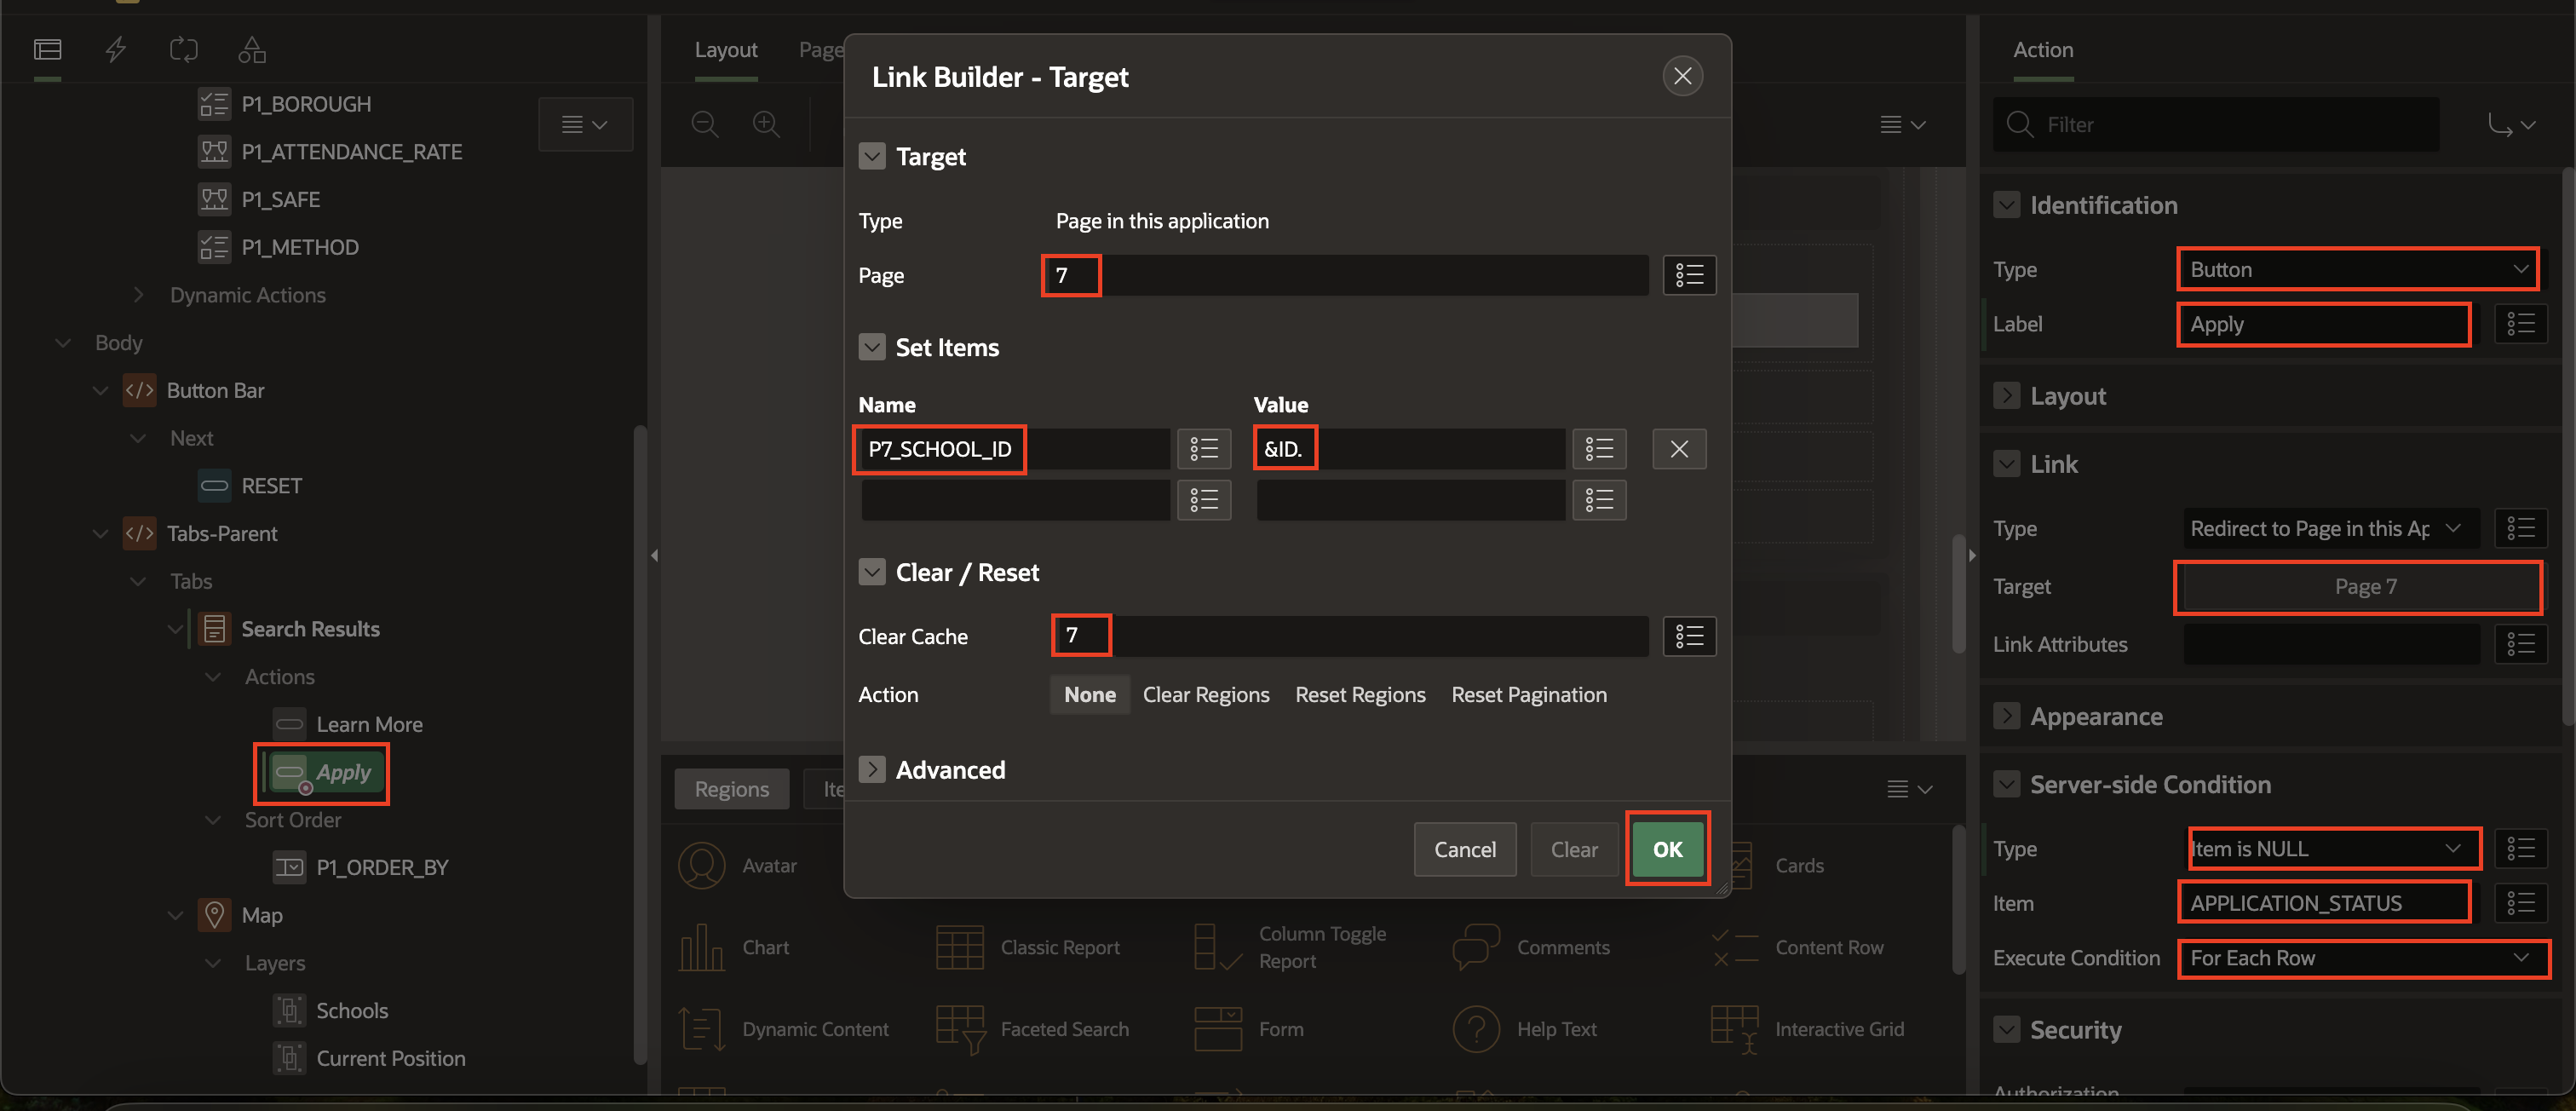 P1_BOROUGH
P1_ATTENDANCE_RATE
P1_SAFE
P1_METHOD
Dynamic Actions
Body
Button Bar
Next
RESET
Tabs-Parent
Tabs
Search Results
Actions
Learn More
Apply
Sort Order
P1_ORDER_BY
Map
Layers
Schools
Current Position
Layout
Page
Link Builder - Target
Target
Type
Page in this application
Page
7
Set Items
Name
Value
P7_SCHOOL_ID
&ID.
Clear / Reset
Clear Cache
7
Action
None
Clear Regions
Reset Regions
Reset Pagination
Advanced
Cancel
Clear
OK
Regions
Ite
Avatar
Cards
Chart
Classic Report
Column Toggle
Report
Comments
Content Row
Dynamic Content
Faceted Search
Form
Help Text
Interactive Grid
Action
Filter
Identification
Type
Button
Label
Apply
Layout
Link
Type
Redirect to Page in this Ap
Target
Page 7
Link Attributes
Appearance
Server-side Condition
Type
Item is NULL
Item
APPLICATION_STATUS
Execute Condition
For Each Row
Security
Authorization